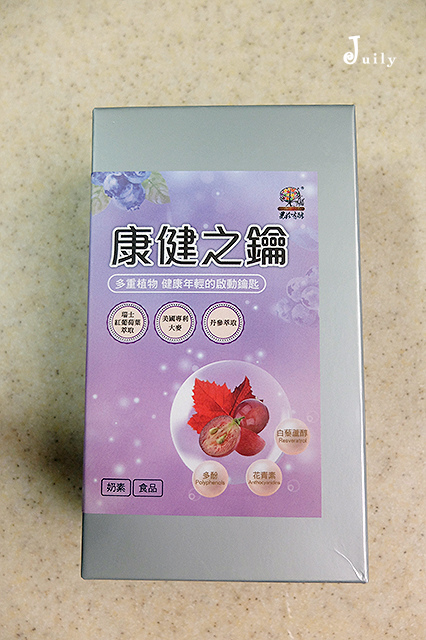 Juily
康健之鑰
多重植物 健康年輕的啟動鑰匙
瑞士
紅葡萄葉
萃取
美國專利
大麥
丹參萃取
白藜蘆醇
Resveratrol
多酚
Polyphenols
花青素
Anthocyanidins
奶素
食品